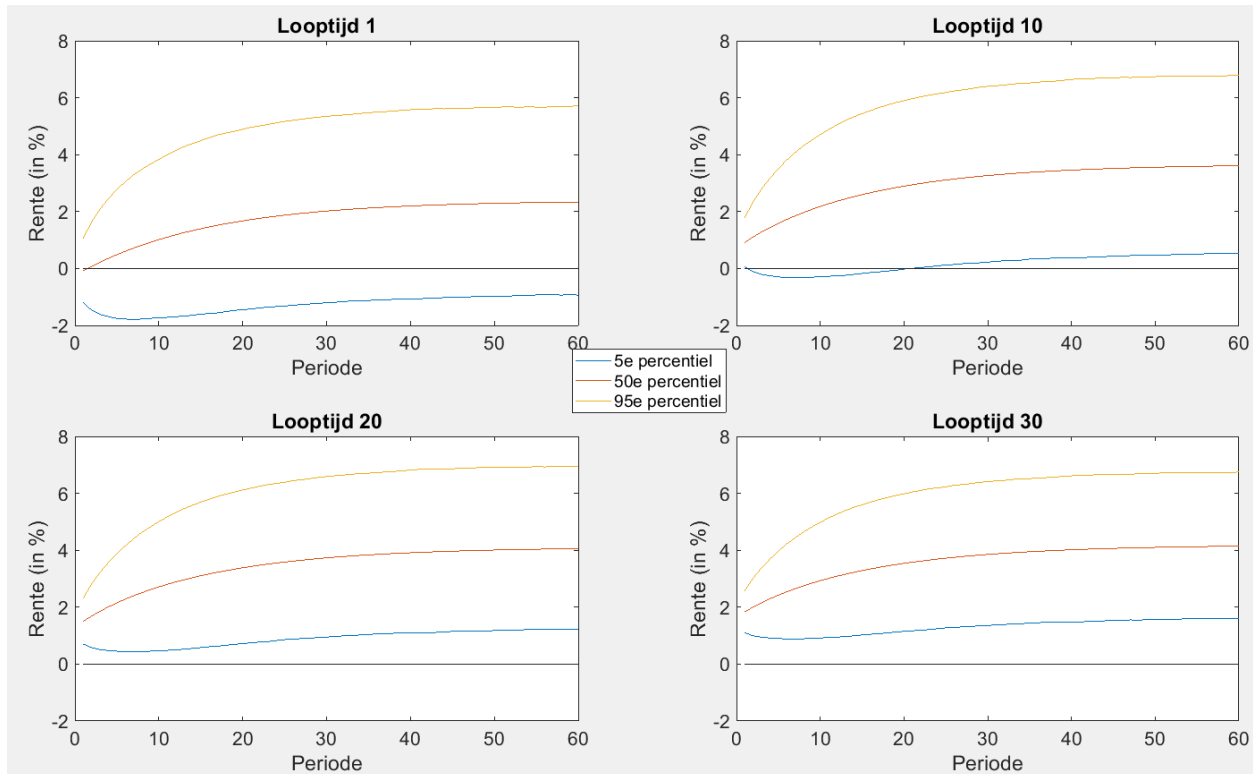 Looptijd 1
8
6
4
2
0
-2
Rente (in %)
0 10 20 30 40 50 60
Periode
Looptijd 10
8
6
4
2
0
-2
Rente (in %)
0 10 20 30 40 50 60
Periode
5e percentiel
50e percentiel
95e percentiel
Looptijd 20
8
6
4
2
0
-2
Rente (in %)
0 10 20 30 40 50 60
Periode
Looptijd 30
8
6
4
2
0
-2
Rente (in %)
0 10 20 30 40 50 60
Periode